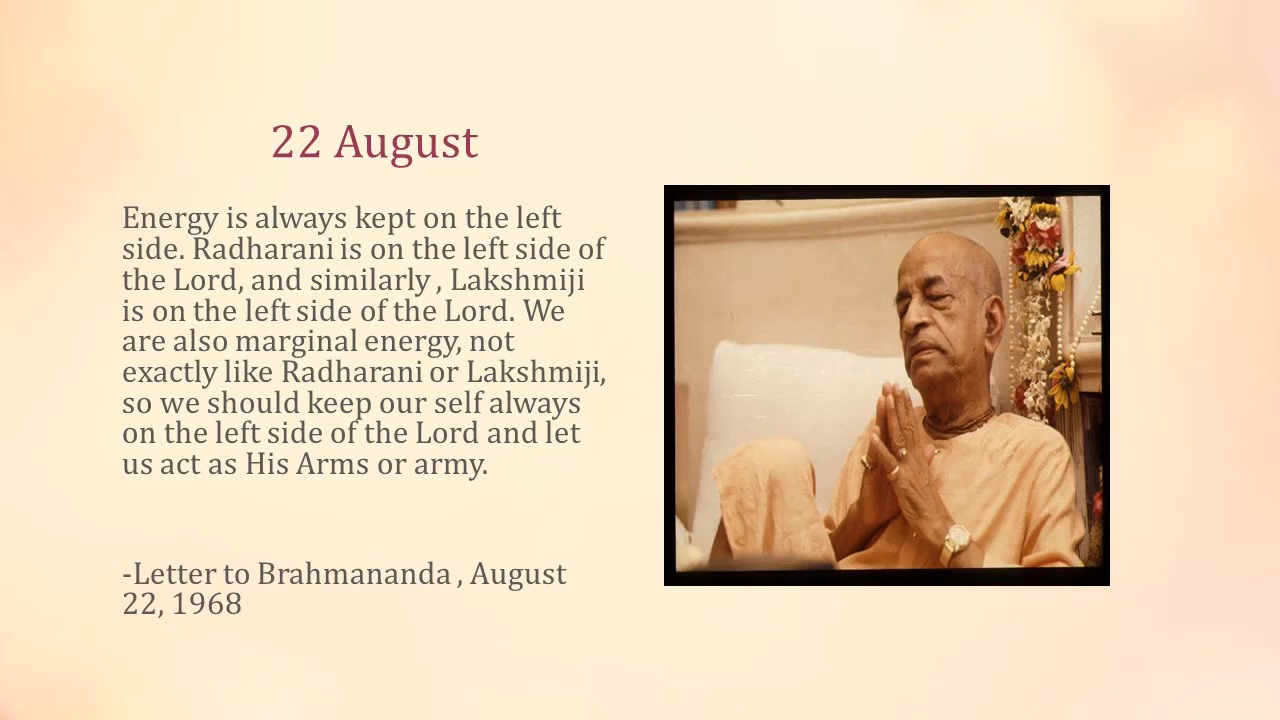 22 August
Energy is always kept on the left
side. Radharani is on the left side of
the Lord, and similarly , Lakshmiji
is on the left side of the Lord. We
are also marginal energy, not
exactly like Radharani or Lakshmiji,
so we should keep our self always
on the left side of the Lord and let
us act as His Arms or army.
-Letter to Brahmananda , August
22, 1968